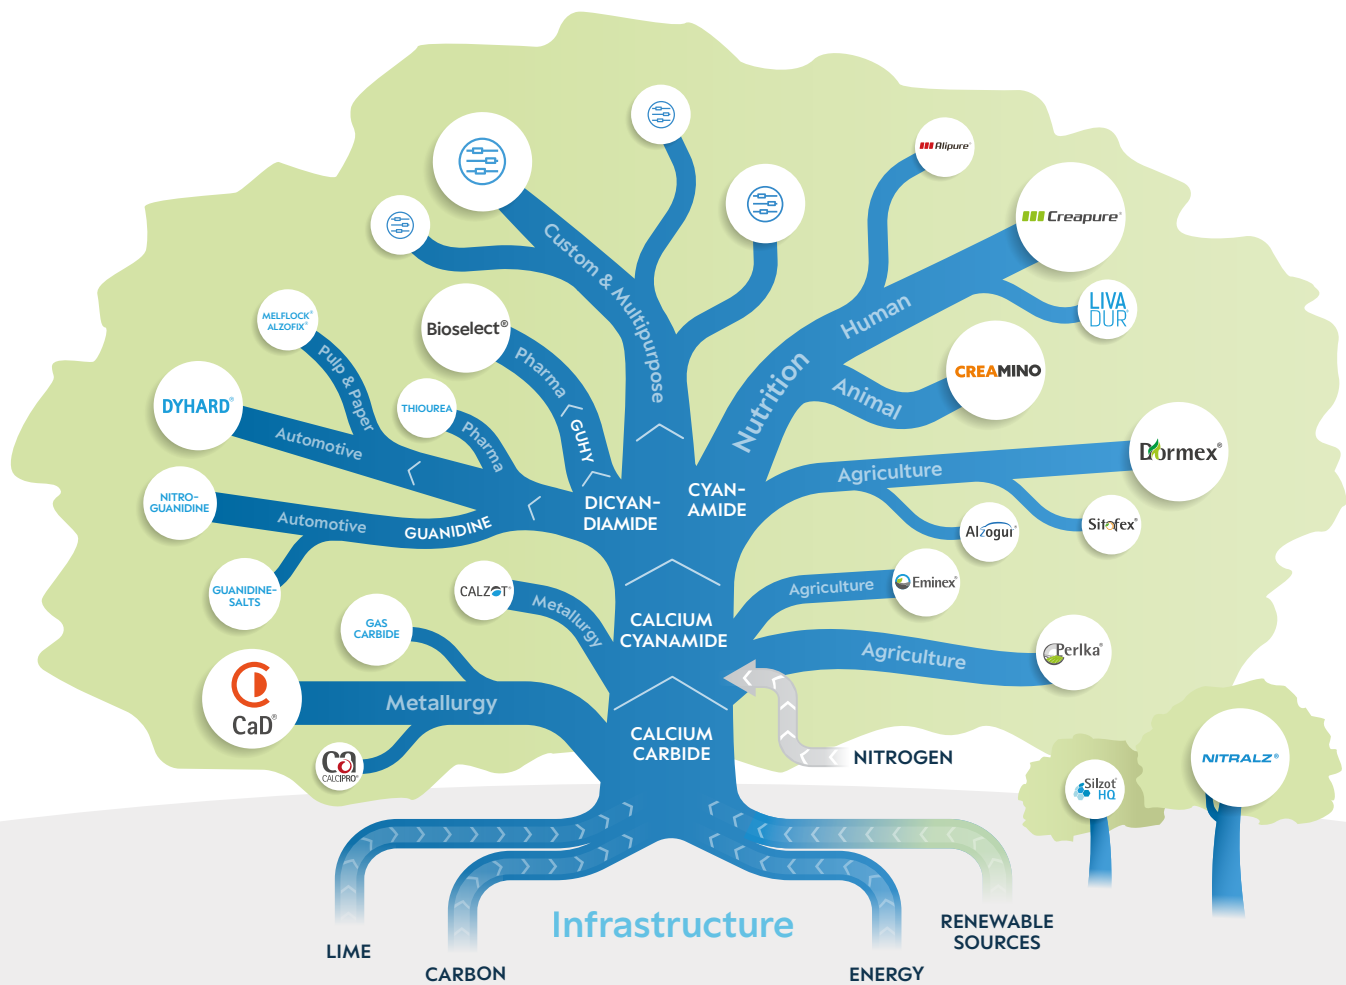 Alipure®
Creapure®
Custom & Multipurpose
LIVA
DUR®
Human
MELFLOCK®
ALZOFIX®
Bioselect®
Pulp & Paper
Pharma
GUHY
Nutrition
CREAMINO
Animal
DYHARD®
THIOUREA
Pharma
Automotive
Dormex®
Agriculture
NITRO-
GUANIDINE
Automotive
GUANIDINE
DICYAN-
DIAMIDE
CYAN-
AMIDE
Alzogur®
Sitofex®
GUANIDINE-
SALTS
CALZOT®
Metallurgy
Agriculture
Eminex®
GAS
CARBIDE
CALCIUM
CYANAMIDE
Agriculture
Perlka®
CaD®
Metallurgy
CALCIUM
CARBIDE
NITROGEN
ca
CALCIPRO®
Silzot®
HQ
NITRALZ®
Infrastructure
LIME
CARBON
ENERGY
RENEWABLE
SOURCES